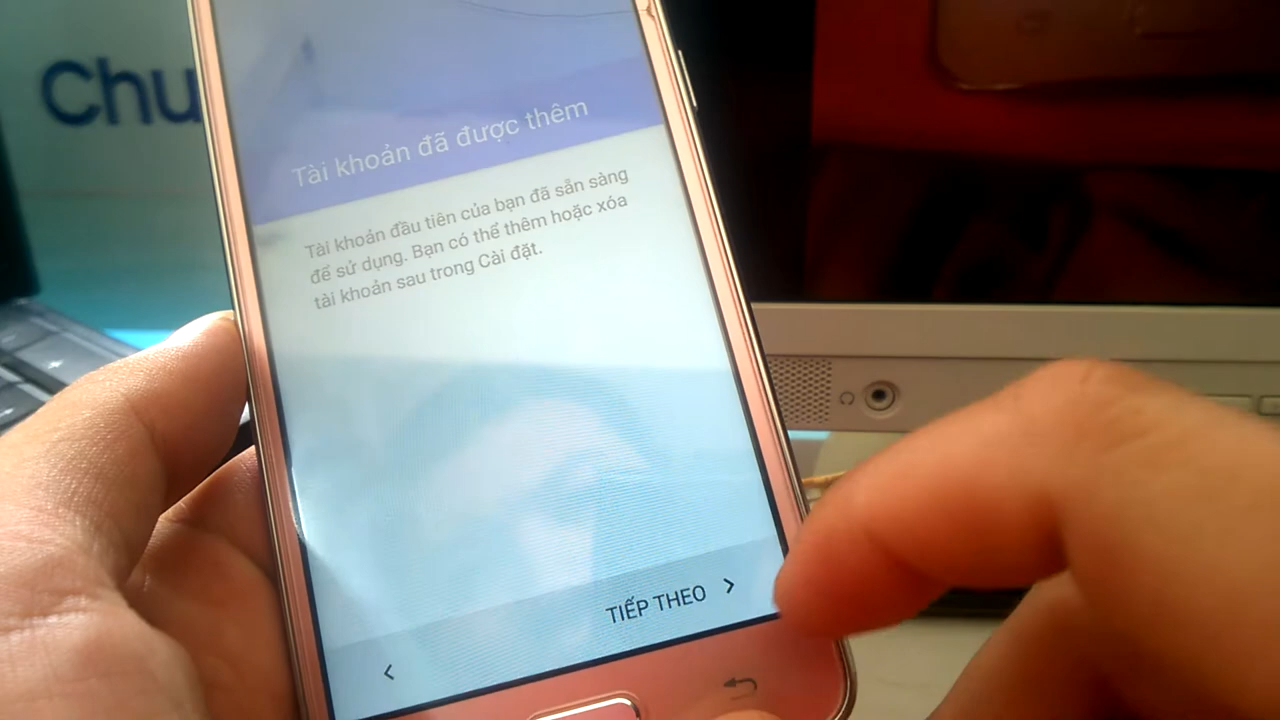 Chu
Tài khoản đã được thêm
Tài khoản đầu tiên của bạn đã sẵn sàng
để sử dụng. Bạn có thể thêm hoặc xóa
tài khoản sau trong Cài đặt.
TIẾP THEO